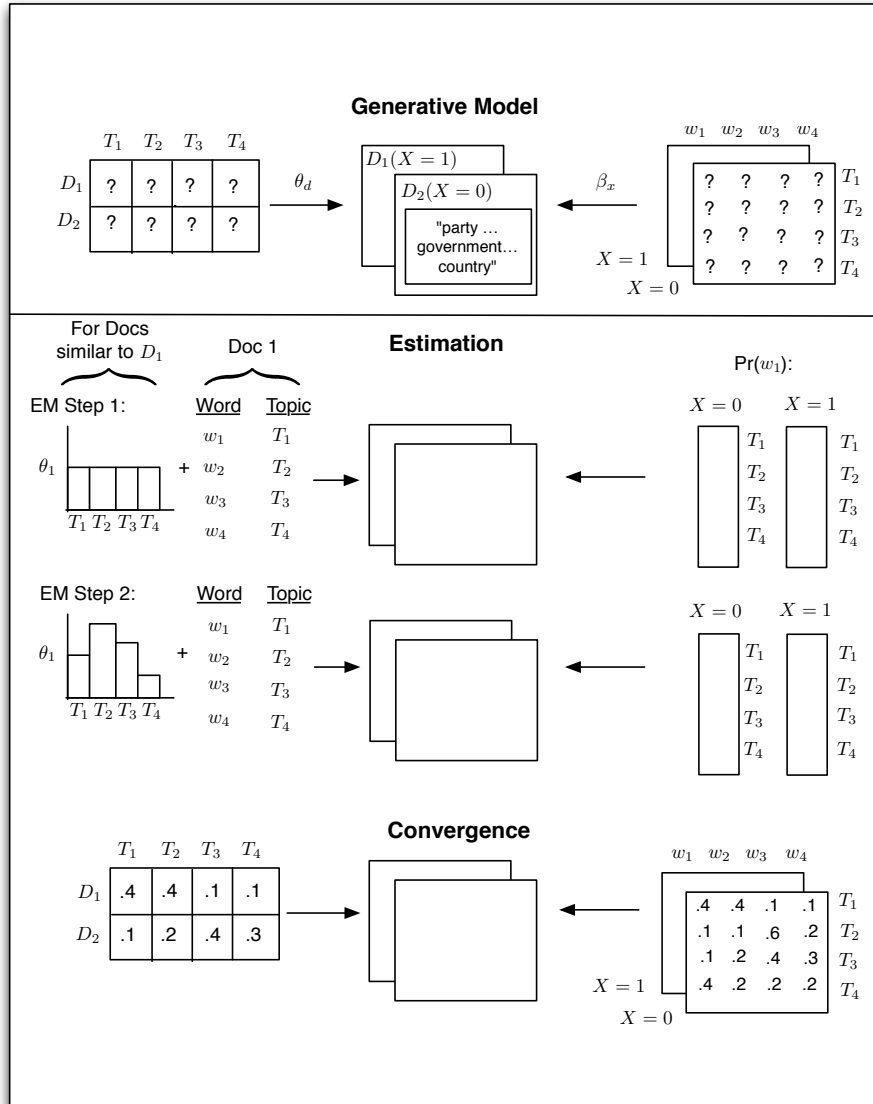 Generative Model
T1 T2 T3 T4
D1 ? ? ? ?
D2 ? ? ? ?
θd
D1(X = 1)
D2(X = 0)
"party ...
government...
country"
βx
w1 w2 w3 w4
? ? ? ? T1
? ? ? ? T2
? ? ? ? T3
? ? ? ? T4
X = 1
X = 0
Estimation
For Docs
similar to D1
Doc 1
Pr(w1):
EM Step 1:
θ1
T1 T2 T3 T4
+
Word Topic
w1 T1
w2 T2
w3 T3
w4 T4
X = 0 X = 1
T1 T1
T2 T2
T3 T3
T4 T4
EM Step 2:
θ1
T1 T2 T3 T4
+
Word Topic
w1 T1
w2 T2
w3 T3
w4 T4
X = 0 X = 1
T1 T1
T2 T2
T3 T3
T4 T4
Convergence
T1 T2 T3 T4
D1 .4 .4 .1 .1
D2 .1 .2 .4 .3
w1 w2 w3 w4
.4 .4 .1 .1 T1
.1 .1 .6 .2 T2
.1 .2 .4 .3 T3
.4 .2 .2 .2 T4
X = 1
X = 0